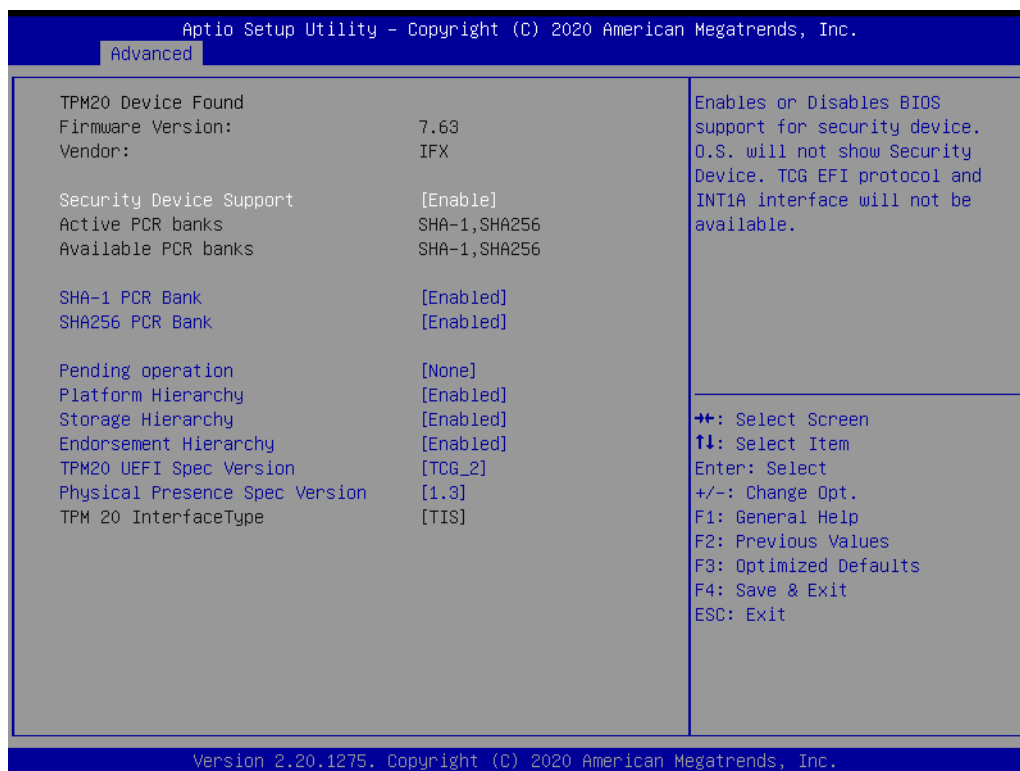 Aptio Setup Utility – Copyright (C) 2020 American Megatrends, Inc.
Advanced
TPM20 Device Found
Firmware Version: 7.63
Vendor: IFX
Security Device Support [Enable]
Active PCR banks SHA-1,SHA256
Available PCR banks SHA-1,SHA256
SHA-1 PCR Bank [Enabled]
SHA256 PCR Bank [Enabled]
Pending operation [None]
Platform Hierarchy [Enabled]
Storage Hierarchy [Enabled]
Endorsement Hierarchy [Enabled]
TPM20 UEFI Spec Version [TCG_2]
Physical Presence Spec Version [1.3]
TPM 20 InterfaceType [TIS]
Enables or Disables BIOS
support for security device.
O.S. will not show Security
Device. TCG EFI protocol and
INT1A interface will not be
available.
→←: Select Screen
↑↓: Select Item
Enter: Select
+/-: Change Opt.
F1: General Help
F2: Previous Values
F3: Optimized Defaults
F4: Save & Exit
ESC: Exit
Version 2.20.1275. Copyright (C) 2020 American Megatrends, Inc.